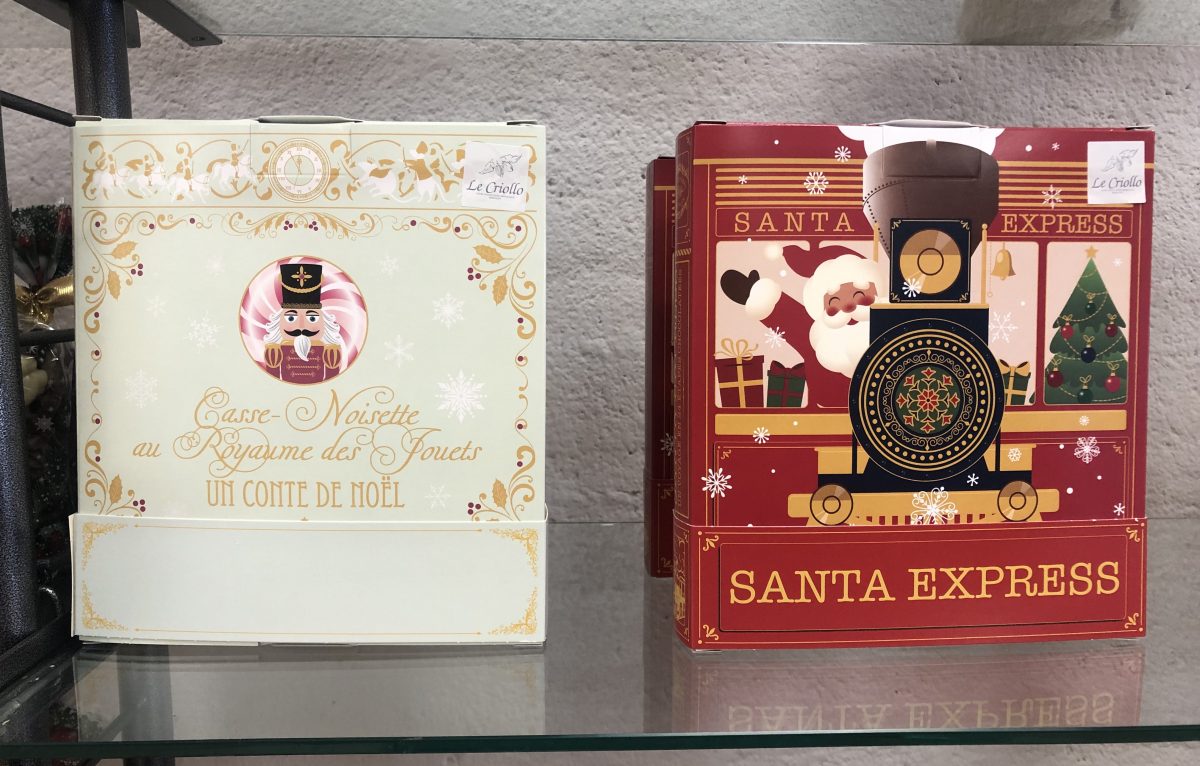 Le Criollo
Casse-Noisette
au Royaume des Jouets
UN CONTE DE NOËL
Le Criollo
SANTA EXPRESS
SANTA EXPRESS